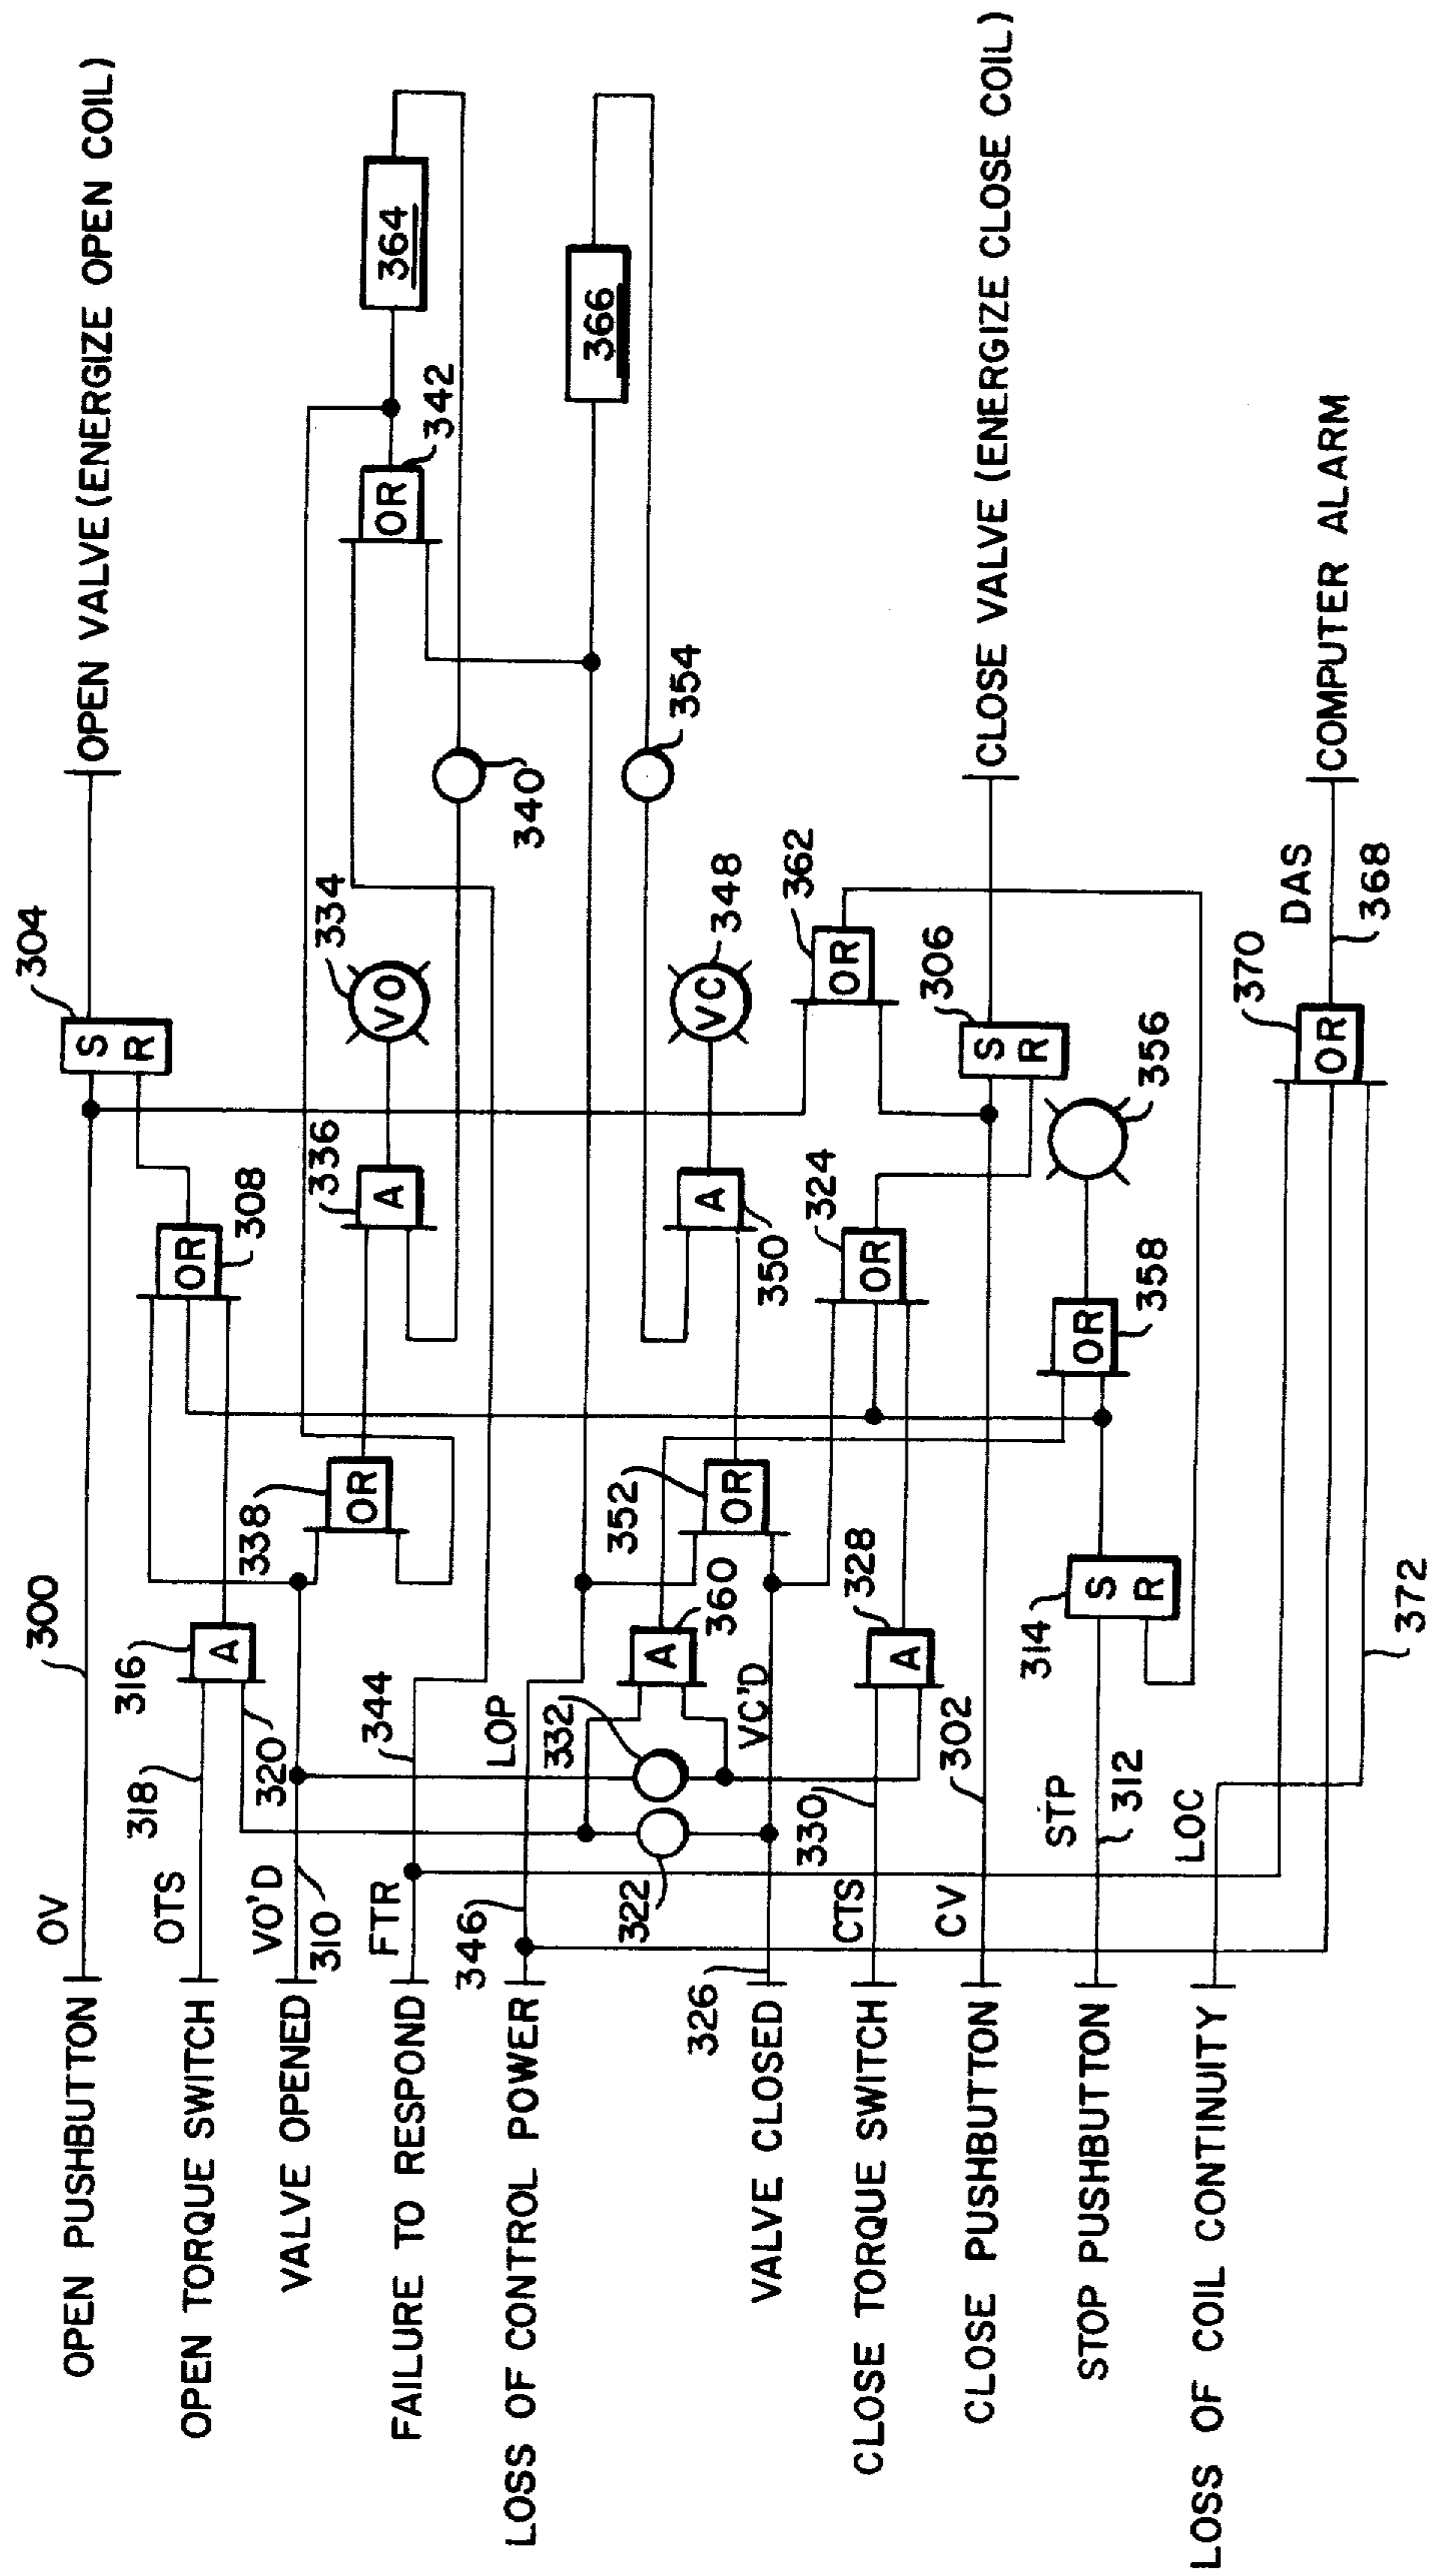 OPEN PUSHBUTTON
OV
300
304
OPEN VALVE (ENERGIZE OPEN COIL)
S
R
OPEN TORQUE SWITCH
OTS
318
316
A
320
OR
308
VALVE OPENED
VO'D
310
338
OR
336
A
334
VO
340
OR
342
364
FAILURE TO RESPOND
FTR
344
LOSS OF CONTROL POWER
346
LOP
366
354
322
332
A
360
352
OR
A
350
VC
348
VALVE CLOSED
326
VC'D
OR
324
OR
362
CLOSE TORQUE SWITCH
CTS
330
A
328
CLOSE PUSHBUTTON
CV
302
S
R
306
CLOSE VALVE (ENERGIZE CLOSE COIL)
STOP PUSHBUTTON
STP
312
314
S
R
OR
358
356
LOSS OF COIL CONTINUITY
LOC
372
370
OR
DAS
368
COMPUTER ALARM